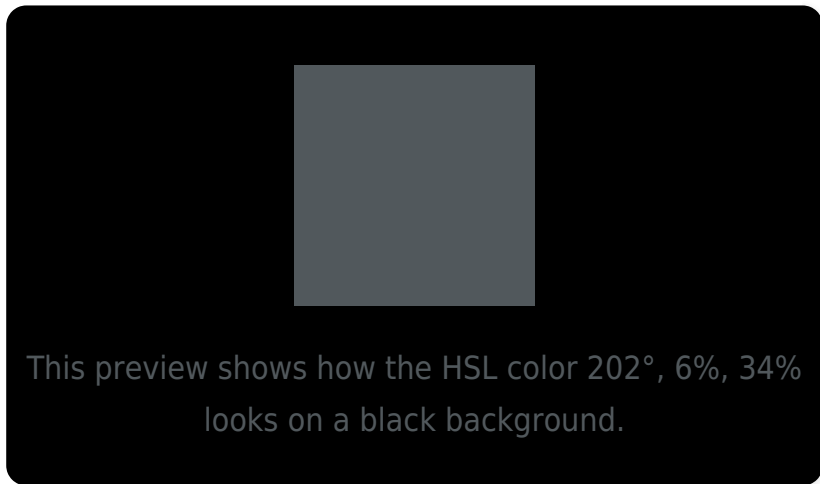 This preview shows how the HSL color 202°, 6%, 34%
looks on a black background.